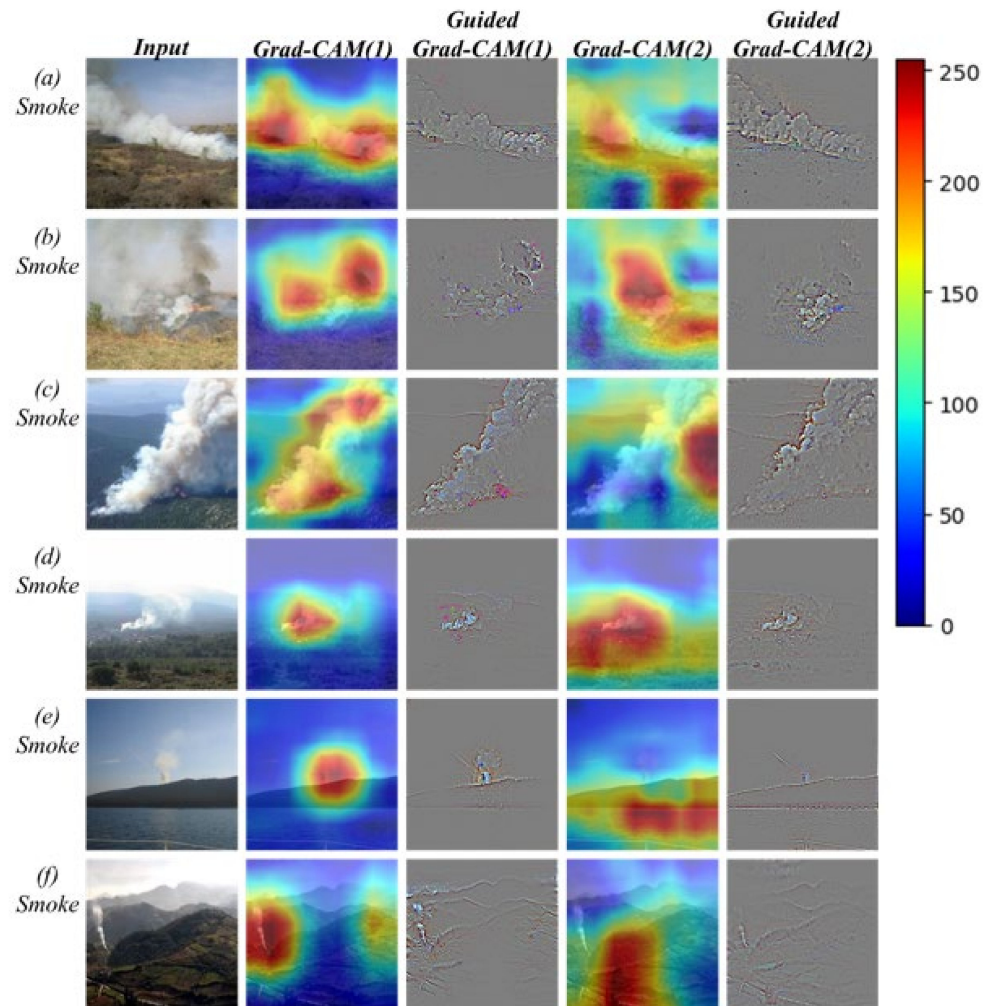 Input
Grad-CAM(1)
Guided
Grad-CAM(1)
Grad-CAM(2)
Guided
Grad-CAM(2)
(a)
Smoke
(b)
Smoke
(c)
Smoke
(d)
Smoke
(e)
Smoke
(f)
Smoke
250
200
150
100
50
0